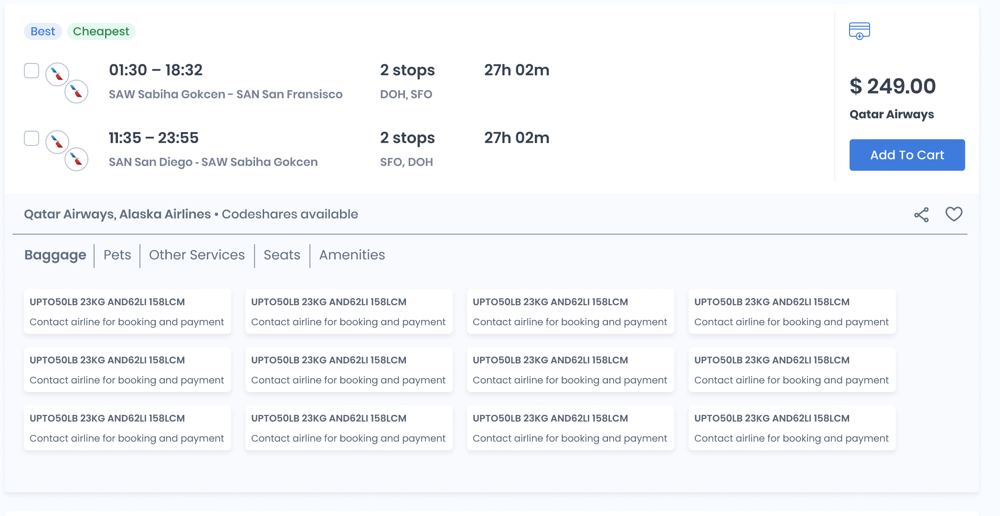 Best Cheapest
01:30 – 18:32 2 stops 27h 02m
SAW Sabiha Gokcen - SAN San Fransisco DOH, SFO
$ 249.00
Qatar Airways
11:35 – 23:55 2 stops 27h 02m
SAN San Diego - SAW Sabiha Gokcen SFO, DOH
Add To Cart
Qatar Airways, Alaska Airlines • Codeshares available
Baggage Pets Other Services Seats Amenities
UPTO50LB 23KG AND62LI 158LCM UPTO50LB 23KG AND62LI 158LCM UPTO50LB 23KG AND62LI 158LCM UPTO50LB 23KG AND62LI 158LCM
Contact airline for booking and payment Contact airline for booking and payment Contact airline for booking and payment Contact airline for booking and payment
UPTO50LB 23KG AND62LI 158LCM UPTO50LB 23KG AND62LI 158LCM UPTO50LB 23KG AND62LI 158LCM UPTO50LB 23KG AND62LI 158LCM
Contact airline for booking and payment Contact airline for booking and payment Contact airline for booking and payment Contact airline for booking and payment
UPTO50LB 23KG AND62LI 158LCM UPTO50LB 23KG AND62LI 158LCM UPTO50LB 23KG AND62LI 158LCM UPTO50LB 23KG AND62LI 158LCM
Contact airline for booking and payment Contact airline for booking and payment Contact airline for booking and payment Contact airline for booking and payment